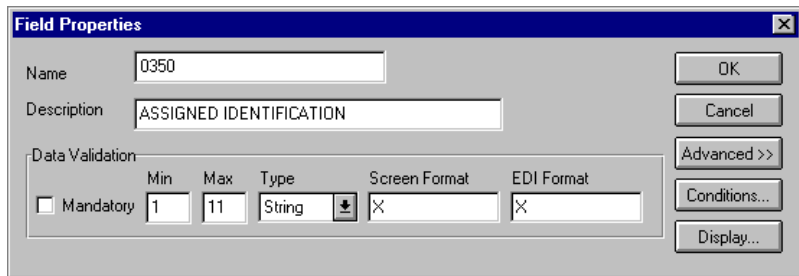 Field Properties
Name 0350 OK
Description ASSIGNED IDENTIFICATION Cancel
Data Validation Advanced >>
Min Max Type Screen Format EDI Format
Mandatory 1 11 String X X Conditions...
Display...